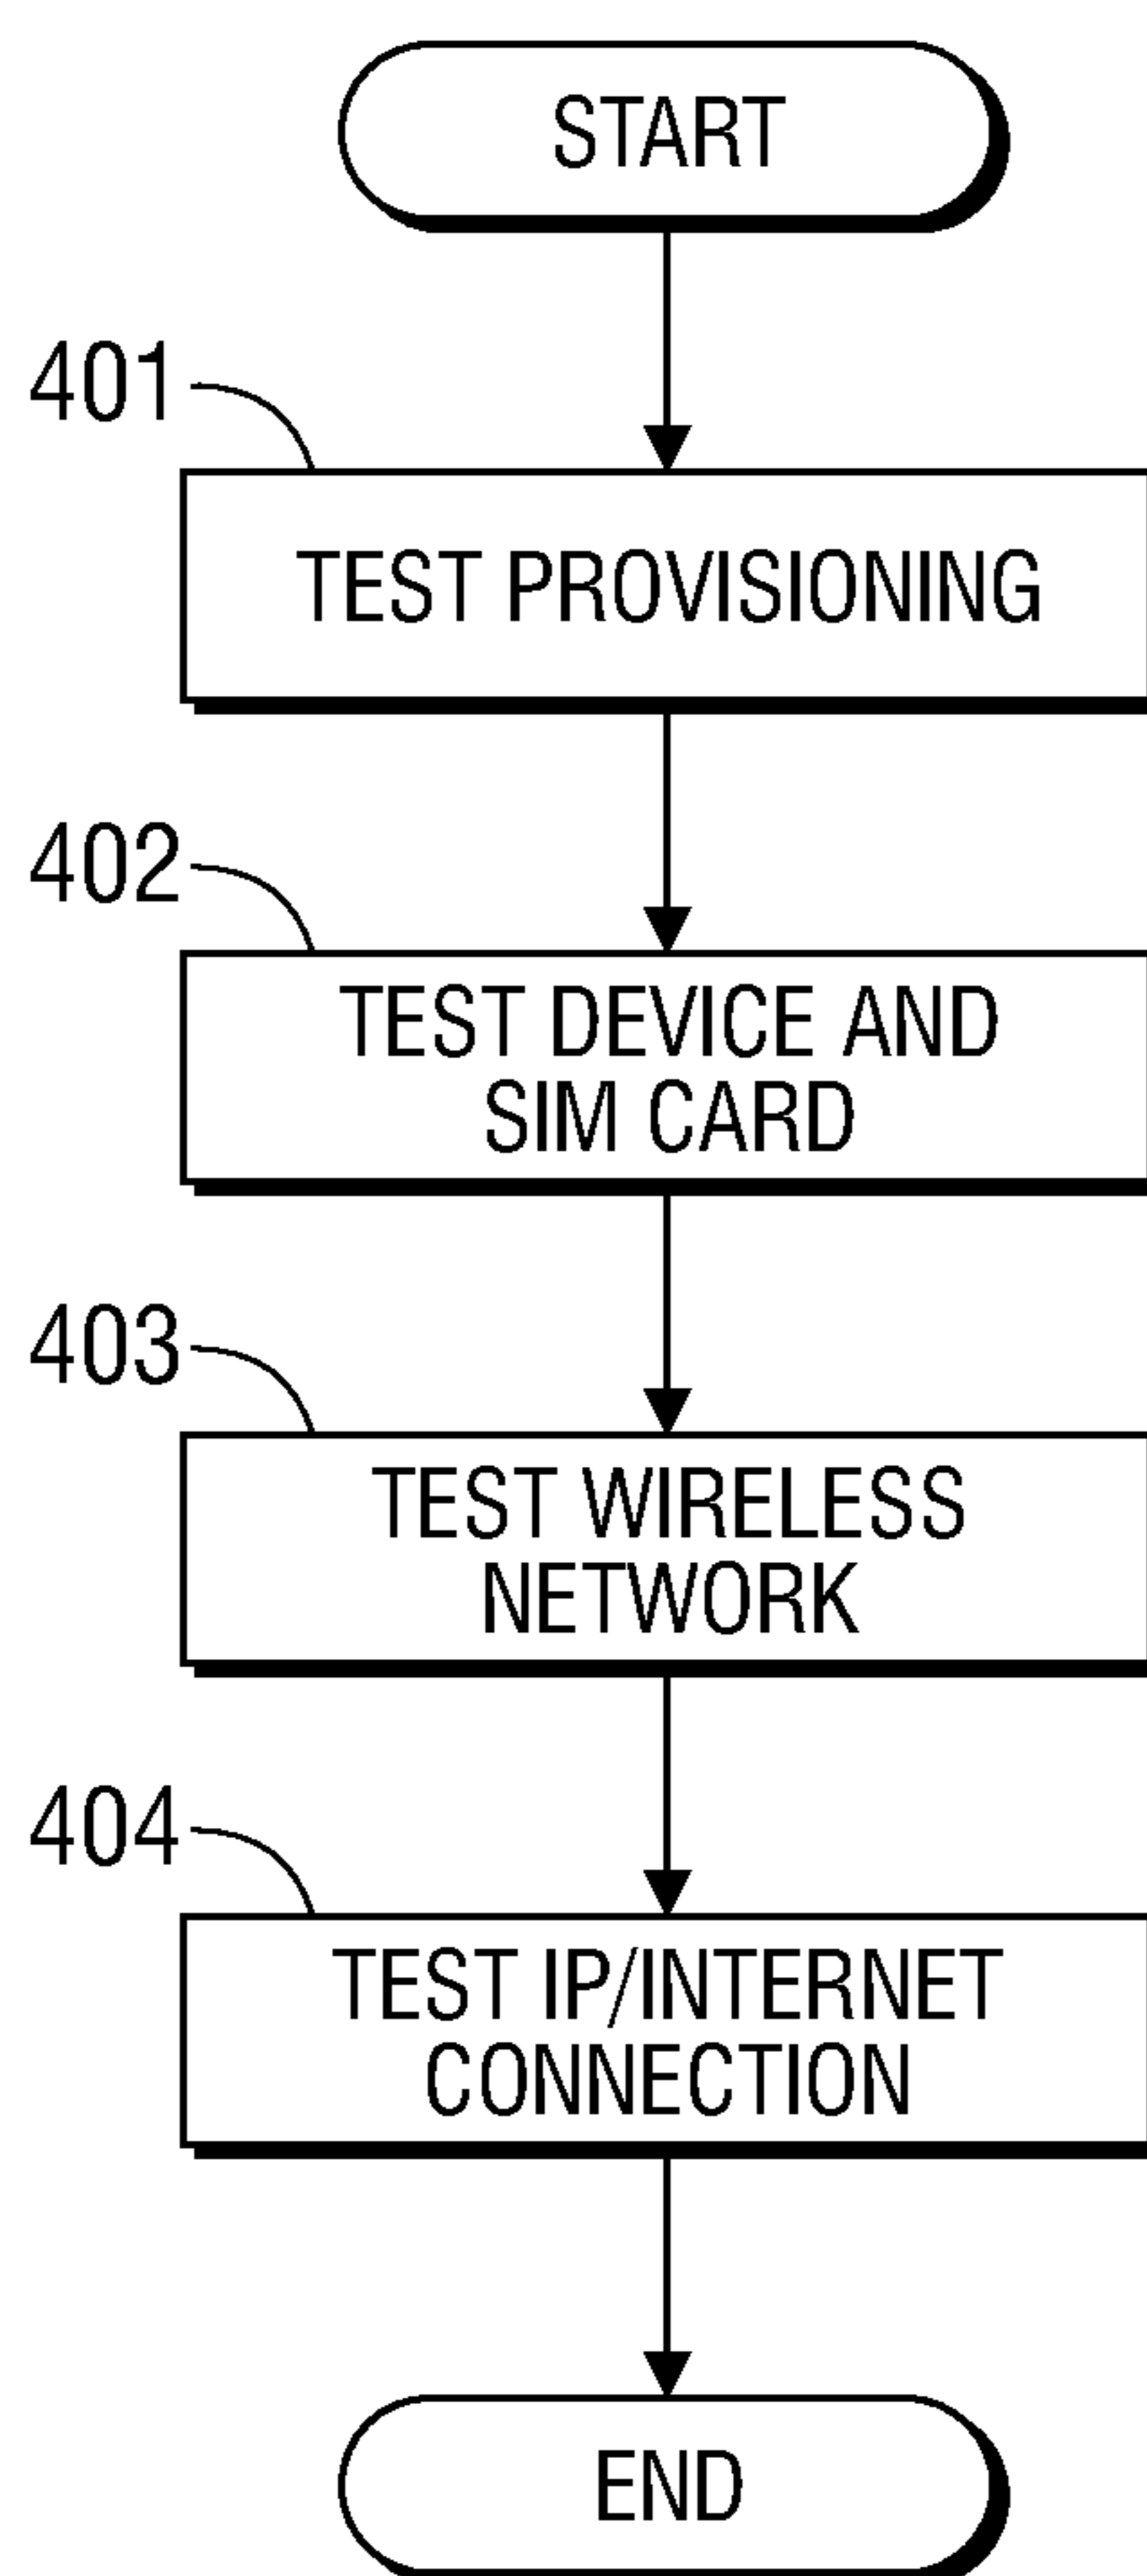 START
401
TEST PROVISIONING
402
TEST DEVICE AND
SIM CARD
403
TEST WIRELESS
NETWORK
404
TEST IP/INTERNET
CONNECTION
END